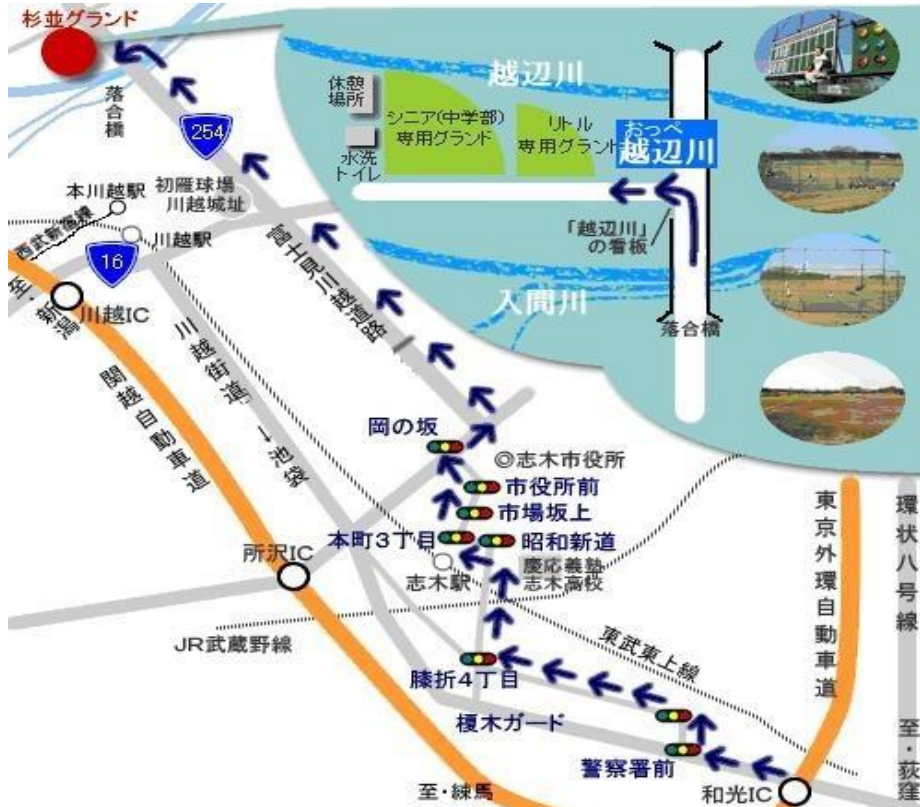 杉並グランド
落合橋
254
初雁球場
川越城址
本川越駅
西武新宿線
川越駅
16
至・新潟
川越IC
富士見川越道路
川越街道
→池袋
関越自動車道
越辺川
休憩
場所
シニア(中学部)
専用グランド
リトル
専用グランド
おっぺ
越辺川
水洗
トイレ
「越辺川」
の看板
入間川
落合橋
岡の坂
◎志木市役所
市役所前
市場坂上
本町3丁目
昭和新道
所沢IC
志木駅
慶応義塾
志木高校
JR武蔵野線
東武東上線
膝折4丁目
榎木ガード
警察署前
和光IC
至・練馬
東京外環自動車道
環状八号線
至・荻窪